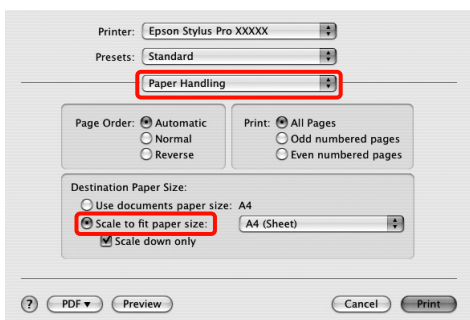 Printer: Epson Stylus Pro XXXXX
Presets: Standard
Paper Handling
Page Order: Automatic
Normal
Reverse
Print: All Pages
Odd numbered pages
Even numbered pages
Destination Paper Size:
Use documents paper size: A4
Scale to fit paper size: A4 (Sheet)
Scale down only
? PDF Preview Cancel Print